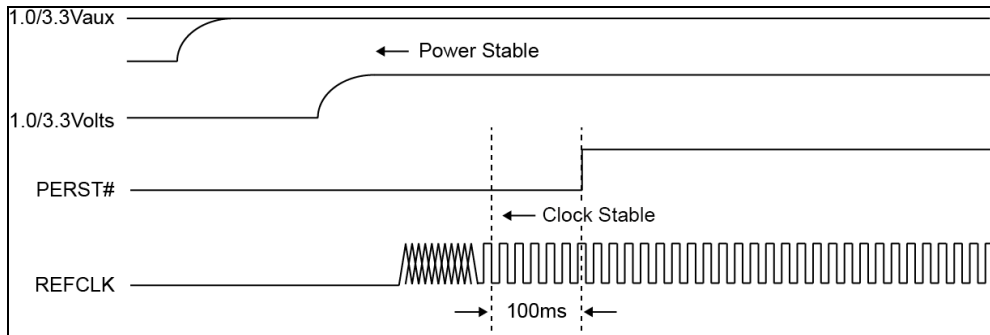 1.0/3.3Vaux
Power Stable
1.0/3.3Volts
PERST#
Clock Stable
REFCLK
100ms